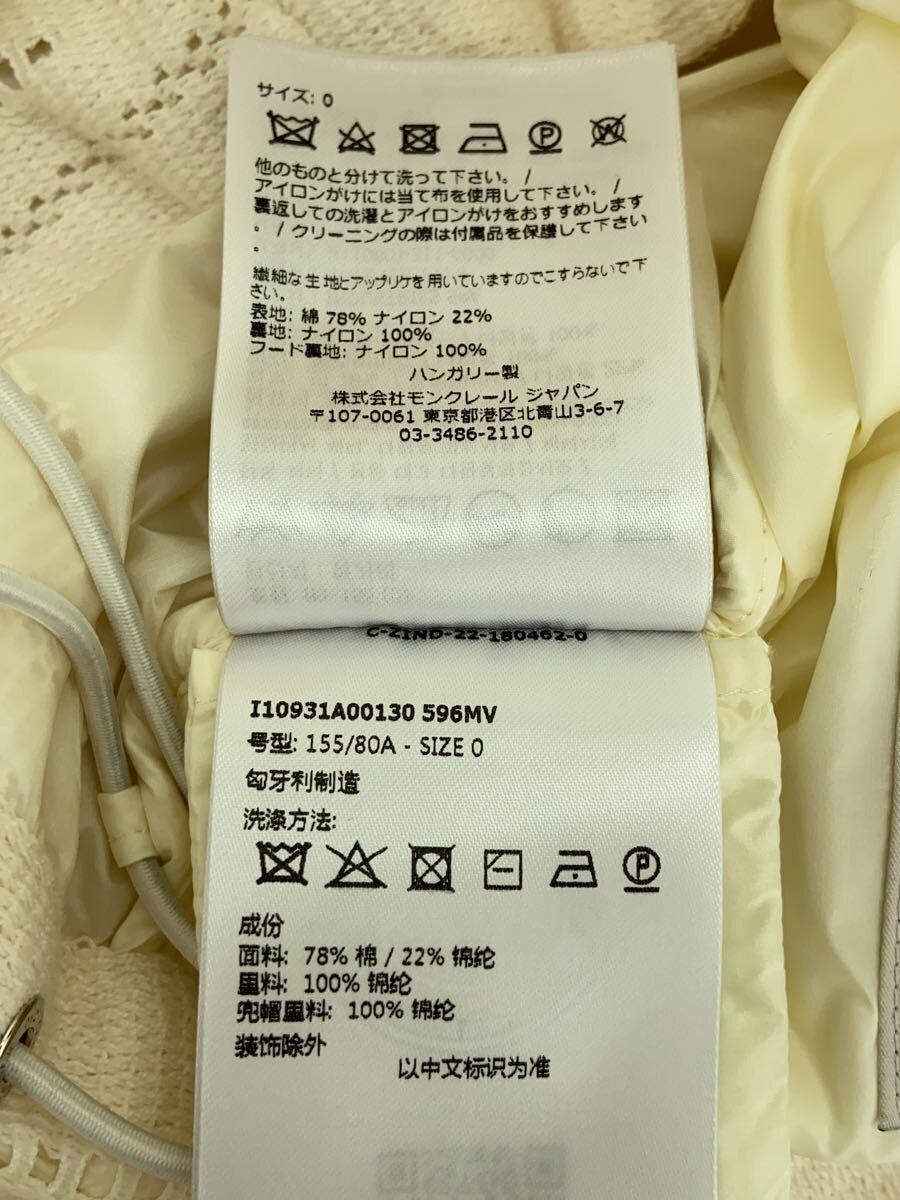 サイズ: 0
他のものと分けて洗って下さい。 /
アイロンがけには当て布を使用して下さい。 /
裏返しての洗濯とアイロンがけをおすすめします
。 / クリーニングの際は付属品を保護して下さい
。
繊細な生地とアップリケを用いていますのでこすらないで下
さい。
表地: 綿 78% ナイロン 22%
裏地: ナイロン 100%
フード裏地: ナイロン 100%
ハンガリー製
株式会社モンクレール ジャパン
〒107-0061 東京都港区北青山3-6-7
03-3486-2110
C-ZIND-22-180462-0
I10931A00130 596MV
号型: 155/80A - SIZE 0
匈牙利制造
洗涤方法:
成份
面料: 78% 棉 / 22% 锦纶
里料: 100% 锦纶
兜帽里料: 100% 锦纶
装饰除外
以中文标识为准